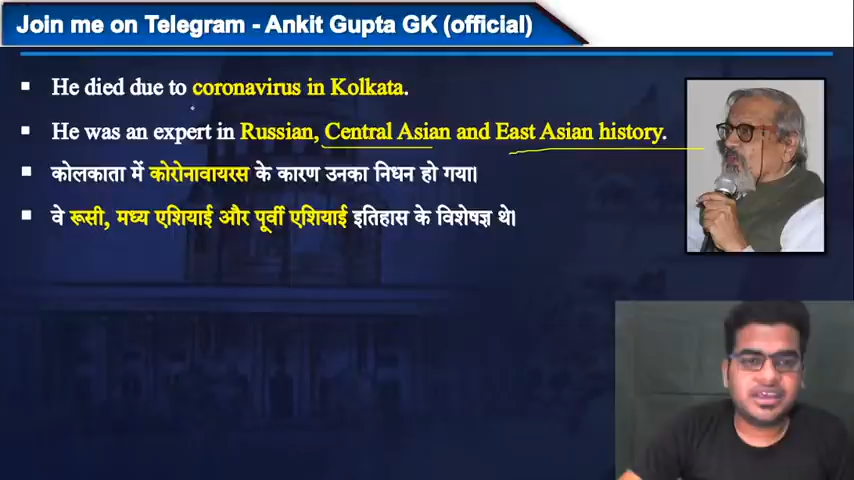 Join me on Telegram - Ankit Gupta GK (official)
He died due to coronavirus in Kolkata.
He was an expert in Russian, Central Asian and East Asian history.
कोलकाता में कोरोनावायरस के कारण उनका निधन हो गया।
वे रूसी, मध्य एशियाई और पूर्वी एशियाई इतिहास के विशेषज्ञ थे।